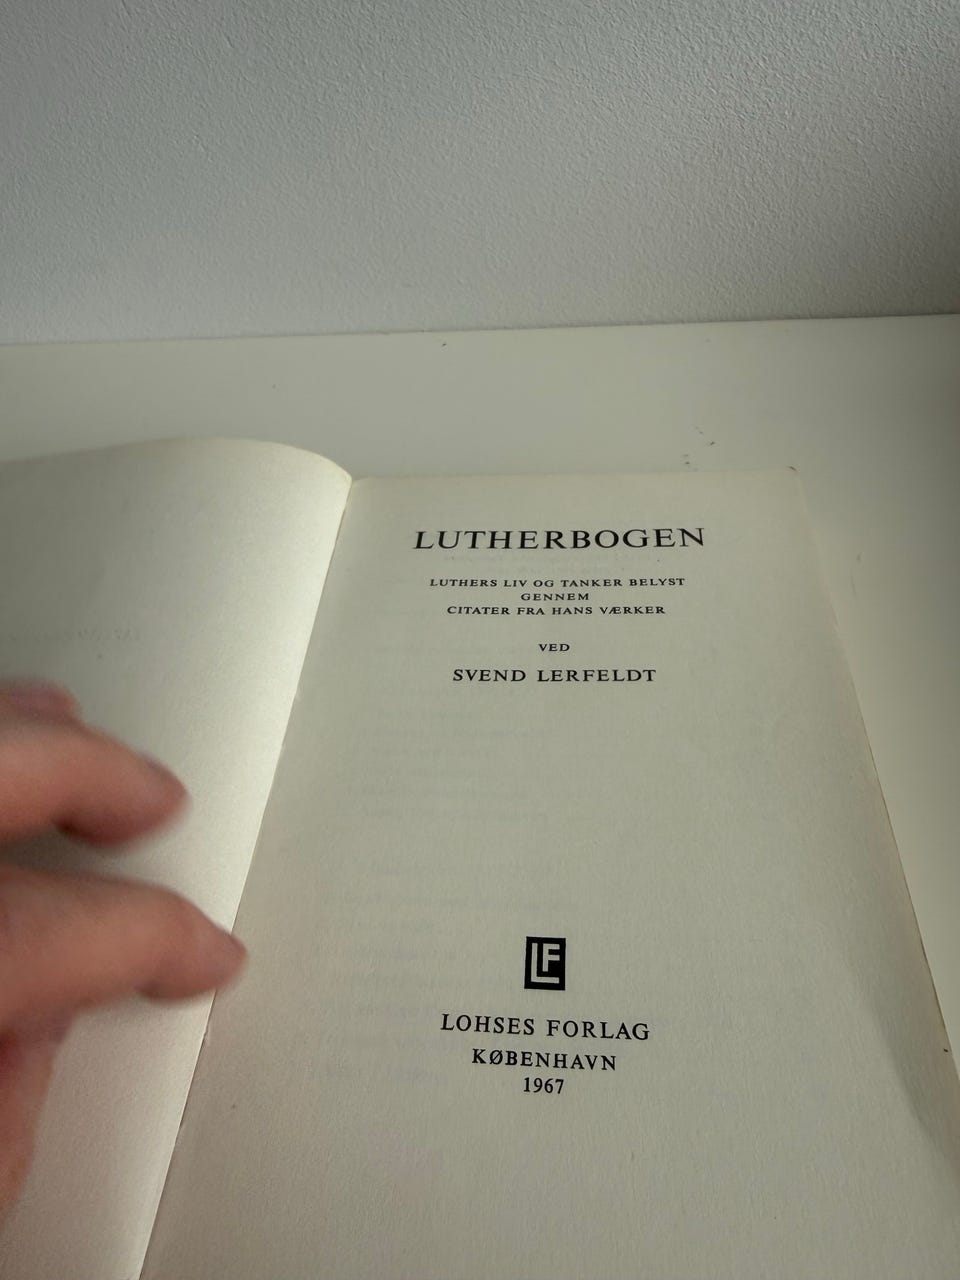 LUTHERBOGEN
LUTHERS LIV OG TANKER BELYST
GENNEM
CITATER FRA HANS VÆRKER
VED
SVEND LERFELDT
LF
LOHSES FORLAG
KØBENHAVN
1967